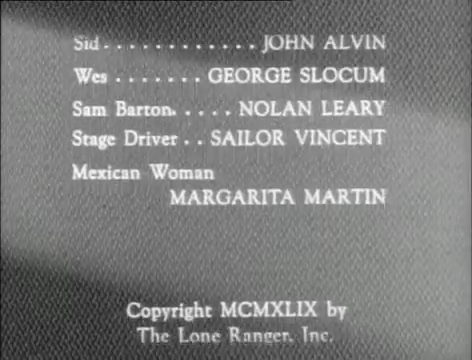 Sid . . . . . . . . . . . . . JOHN ALVIN
Wes . . . . . . . GEORGE SLOCUM
Sam Barton. . . . . NOLAN LEARY
Stage Driver . . SAILOR VINCENT
Mexican Woman
MARGARITA MARTIN
Copyright MCMXLIX by
The Lone Ranger, Inc.